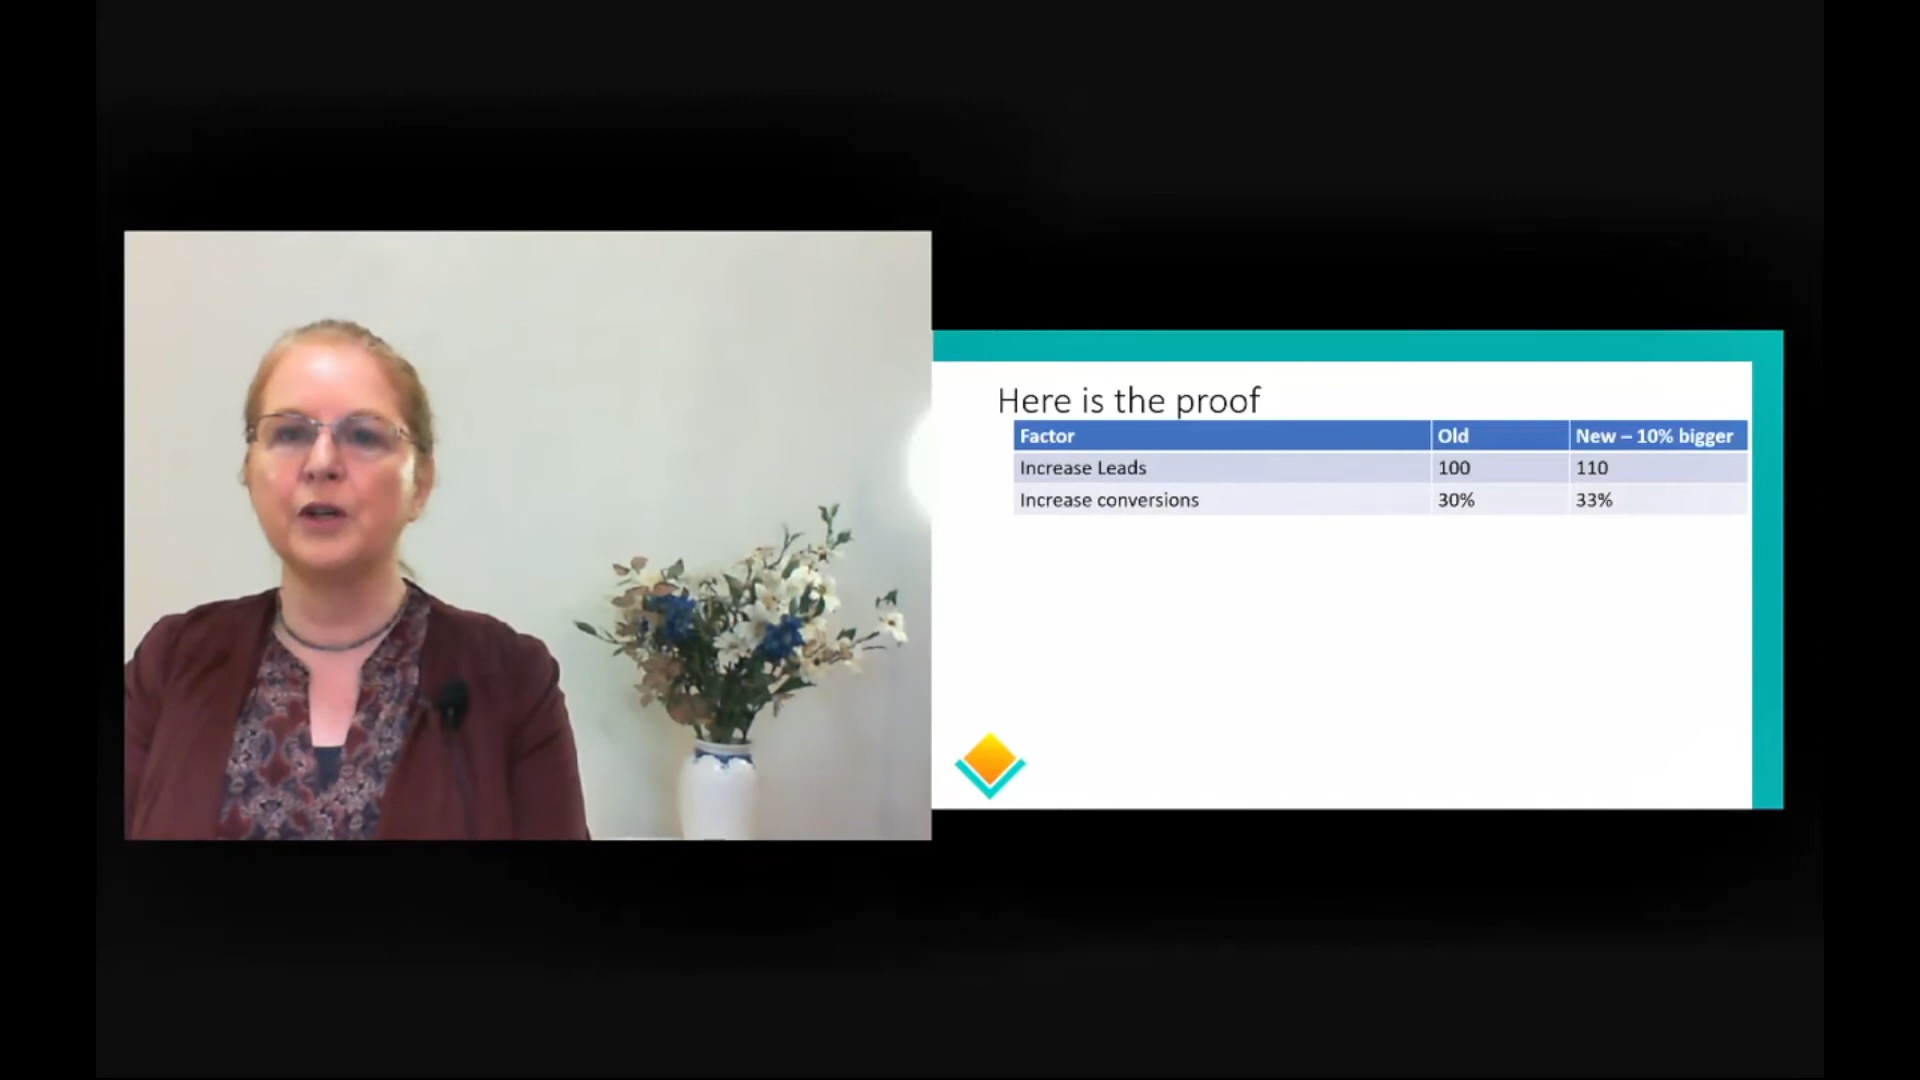 Here is the proof
Factor Old New – 10% bigger
Increase Leads 100 110
Increase conversions 30% 33%